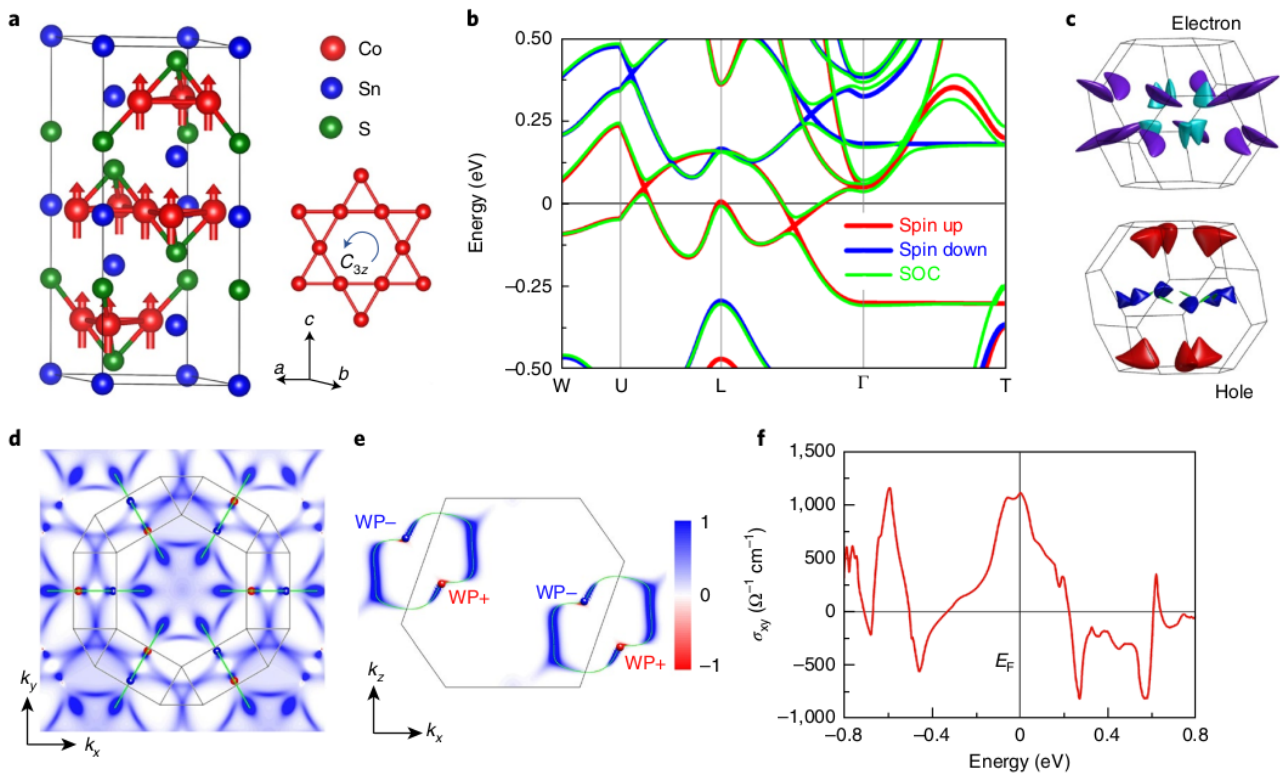 a
Co
Sn
S
C3z
c
a
b
b
Energy (eV)
0.50
0.25
0
−0.25
−0.50
W
U
L
Γ
T
Spin up
Spin down
SOC
c
Electron
Hole
d
ky
kx
e
WP−
WP+
WP−
WP+
kz
kx
1
0
−1
f
σxy (Ω−1 cm−1)
1,500
1,000
500
0
−500
−1,000
EF
−0.8
−0.4
0
0.4
0.8
Energy (eV)